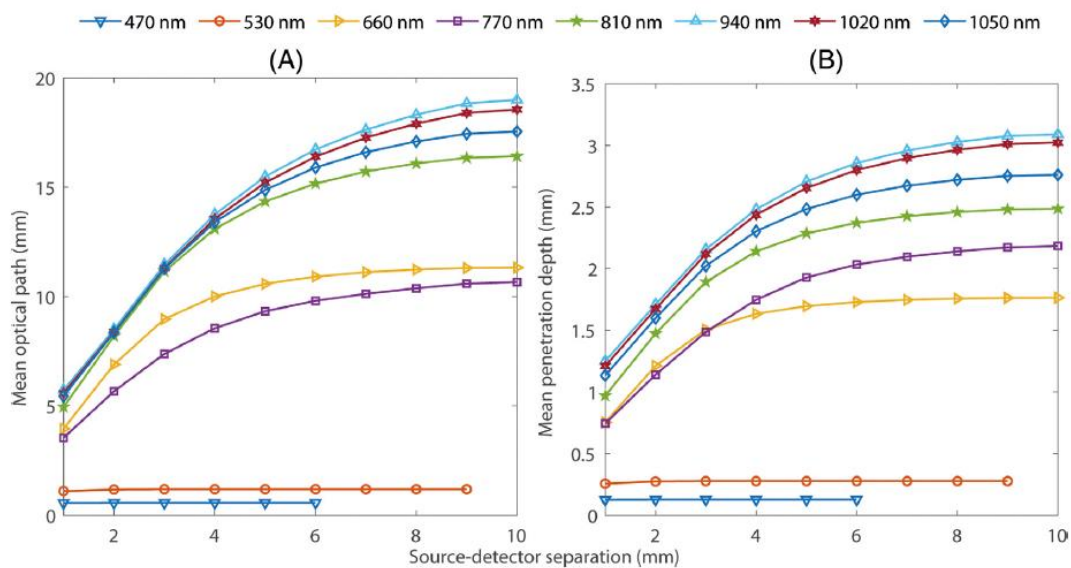 470 nm 530 nm 660 nm 770 nm 810 nm 940 nm 1020 nm 1050 nm
(A) (B)
Mean optical path (mm)
20
15
10
5
0
2 4 6 8 10
Mean penetration depth (mm)
3.5
3
2.5
2
1.5
1
0.5
0
2 4 6 8 10
Source-detector separation (mm)